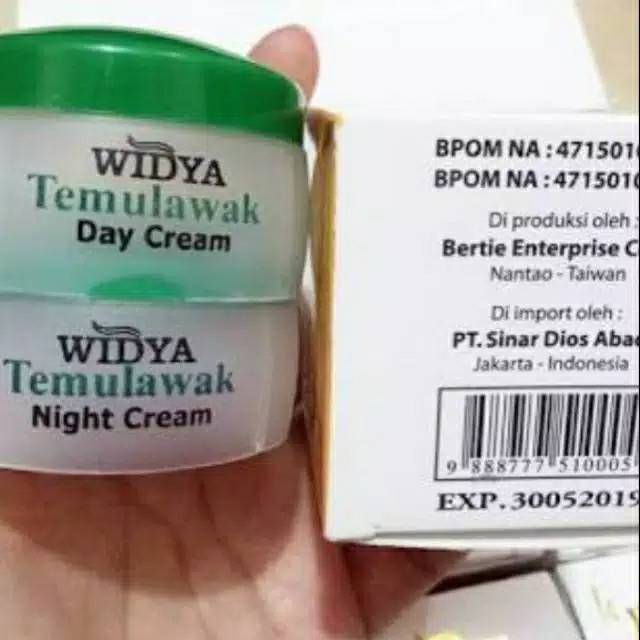 WIDYA
Temulawak
Day Cream
WIDYA
Temulawak
Night Cream
BPOM NA : 4715010
BPOM NA : 4715010
Di produksi oleh :
Bertie Enterprise C
Nantao - Taiwan
Di import oleh :
PT. Sinar Dios Abad
Jakarta - Indonesia
9 888777 510005
EXP. 30052019